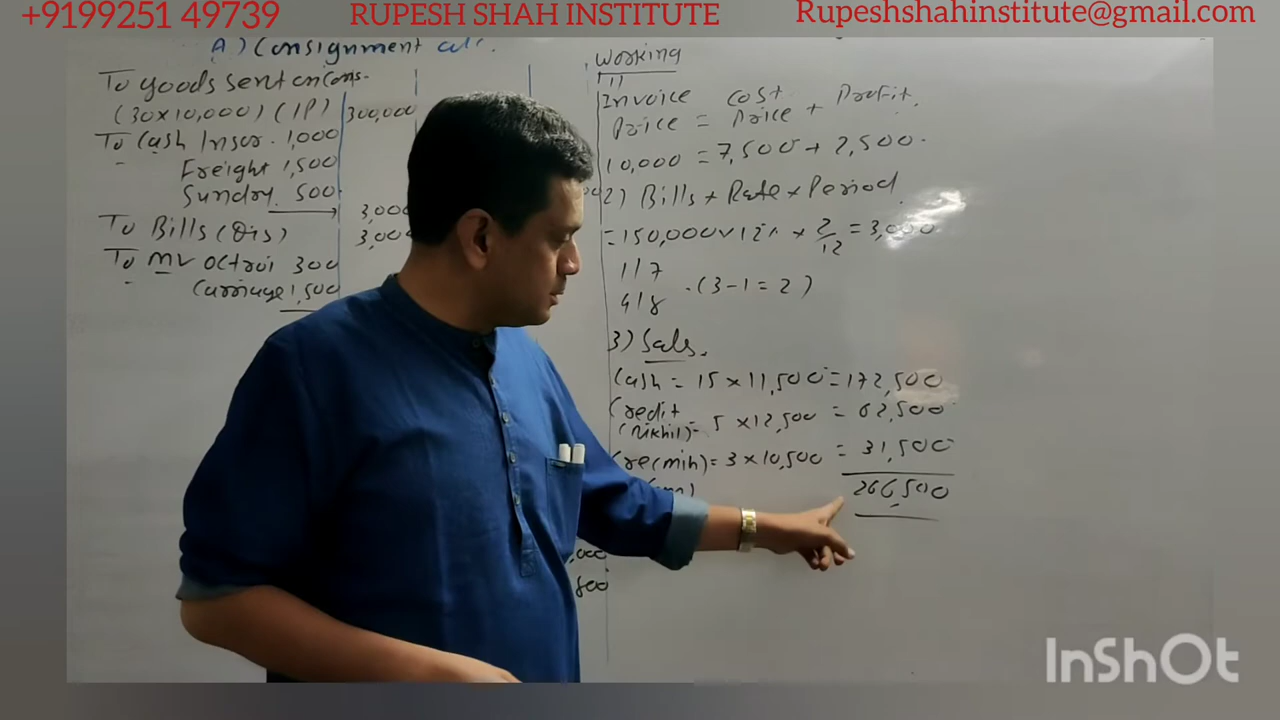 +9199251 49739 RUPESH SHAH INSTITUTE Rupeshshahinstitute@gmail.com
A) Consignment a/c.
To goods sent on Cons-
(30×10,000) (IP) 300,000
To Cash Insur. 1,000
Freight 1,500
Sundry. 500
3,000
To Bills (Dis) 3,000
To MV octroi 300
Carriage 1,500
Working
1)
Invoice Cost Profit.
Price = Price +
10,000 = 7,500 + 2,500.
2) Bills × Rate × Period.
= 150,000 × 12% × 2/12 = 3,000
1/7
4/8 (3-1=2)
3) Sales.
Cash = 15 × 11,500 = 172,500
Credit
(Nikhil) = 5 × 12,500 = 62,500
Cre(mih) = 3 × 10,500 = 31,500
266,500
,000
800
InShOt